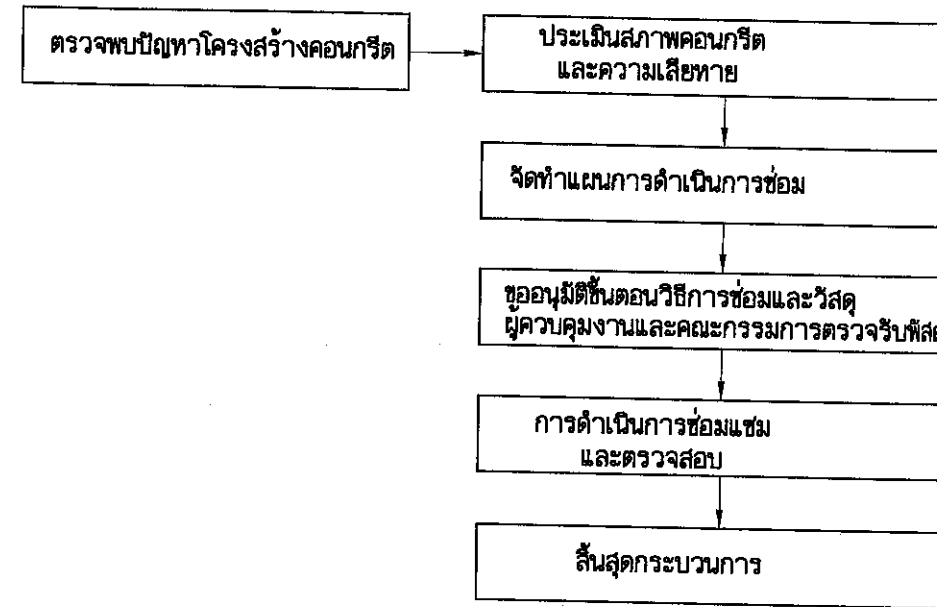 ตรวจพบปัญหาโครงสร้างคอนกรีต
ประเมินสภาพคอนกรีต
และความเสียหาย
จัดทำแผนการดำเนินการซ่อม
ขออนุมัติขั้นตอนวิธีการซ่อมและวัสดุ
ผู้ควบคุมงานและคณะกรรมการตรวจรับพัสดุ
การดำเนินการซ่อมแซม
และตรวจสอบ
สิ้นสุดกระบวนการ